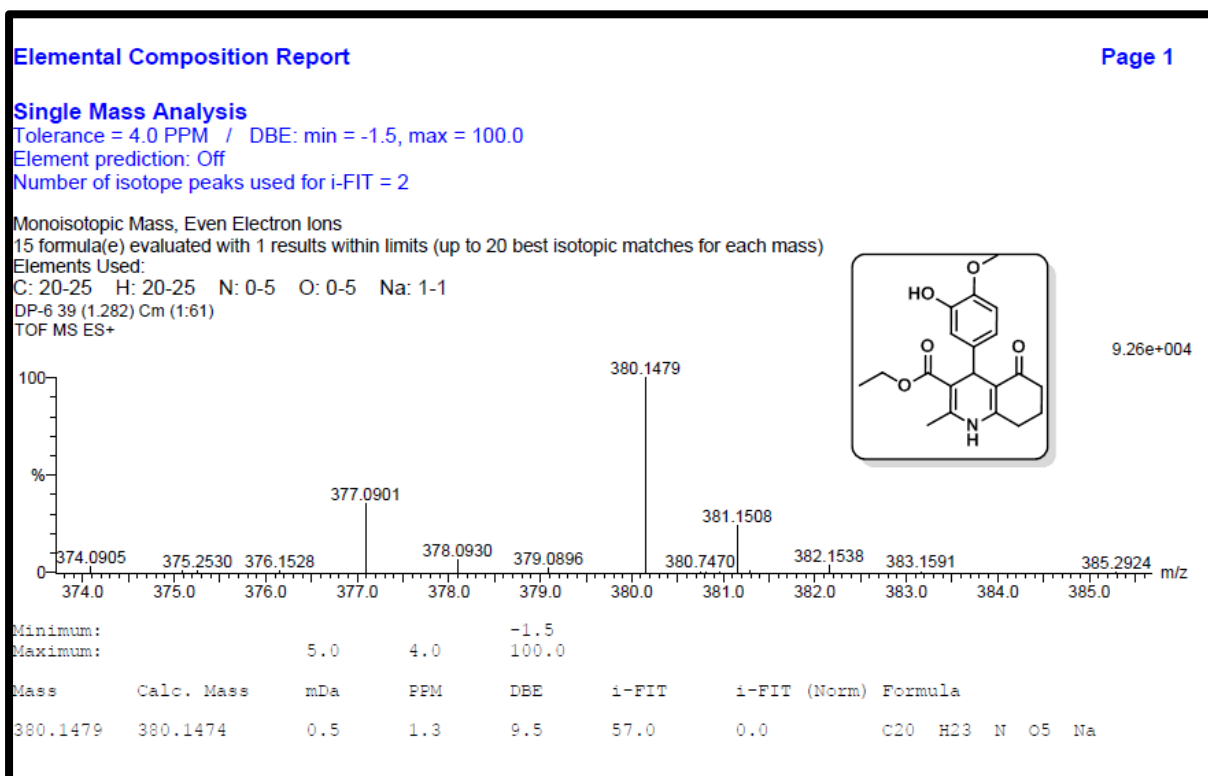 Elemental Composition Report Page 1
Single Mass Analysis
Tolerance = 4.0 PPM / DBE: min = -1.5, max = 100.0
Element prediction: Off
Number of isotope peaks used for i-FIT = 2
Monoisotopic Mass, Even Electron Ions
15 formula(e) evaluated with 1 results within limits (up to 20 best isotopic matches for each mass)
Elements Used:
C: 20-25 H: 20-25 N: 0-5 O: 0-5 Na: 1-1
DP-6 39 (1.282) Cm (1:61)
TOF MS ES+
9.26e+004
O
HO
O
O
O
N
H
100
%
0
380.1479
377.0901
381.1508
374.0905 375.2530 376.1528 378.0930 379.0896 380.7470 382.1538 383.1591 385.2924
m/z
374.0 375.0 376.0 377.0 378.0 379.0 380.0 381.0 382.0 383.0 384.0 385.0
Minimum: -1.5
Maximum: 5.0 4.0 100.0
Mass Calc. Mass mDa PPM DBE i-FIT i-FIT (Norm) Formula
380.1479 380.1474 0.5 1.3 9.5 57.0 0.0 C20 H23 N O5 Na